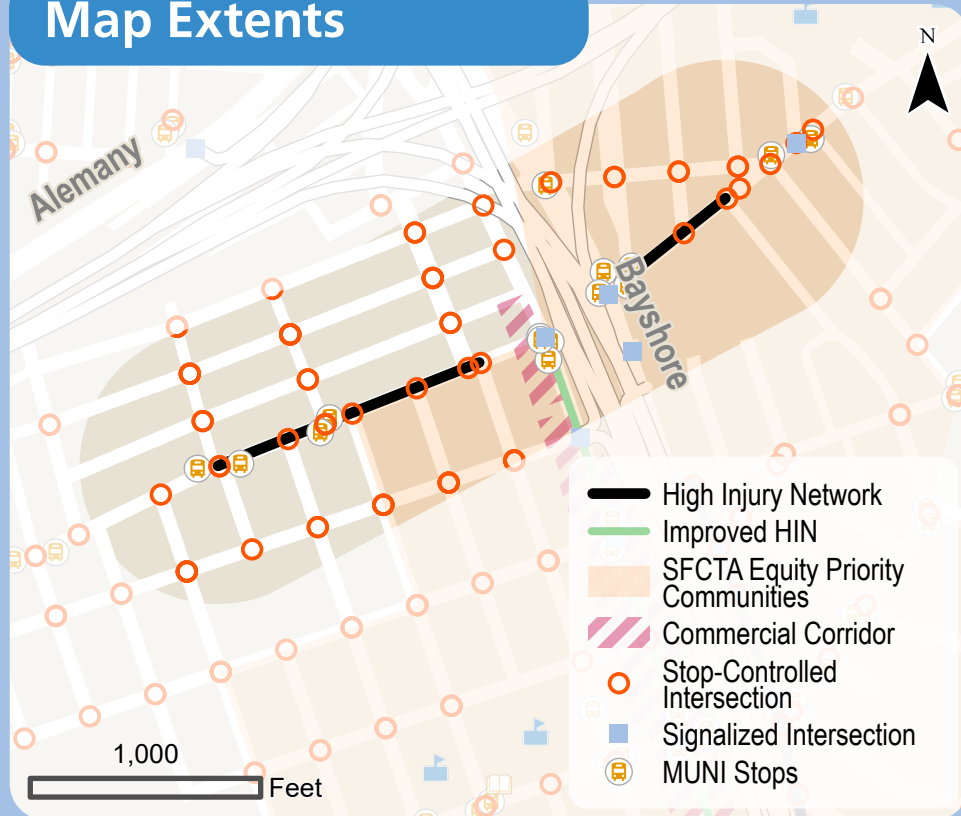 Map Extents
N
Alemany
Bayshore
High Injury Network
Improved HIN
SFCTA Equity Priority
Communities
Commercial Corridor
Stop-Controlled
Intersection
Signalized Intersection
MUNI Stops
1,000
Feet